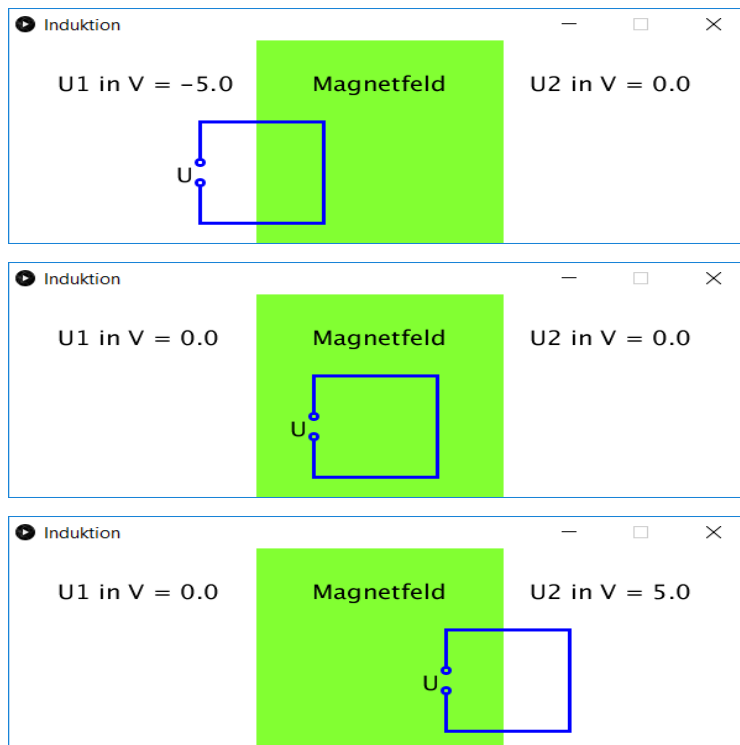 Induktion
U1 in V = -5.0 Magnetfeld U2 in V = 0.0
U
Induktion
U1 in V = 0.0 Magnetfeld U2 in V = 0.0
U
Induktion
U1 in V = 0.0 Magnetfeld U2 in V = 5.0
U